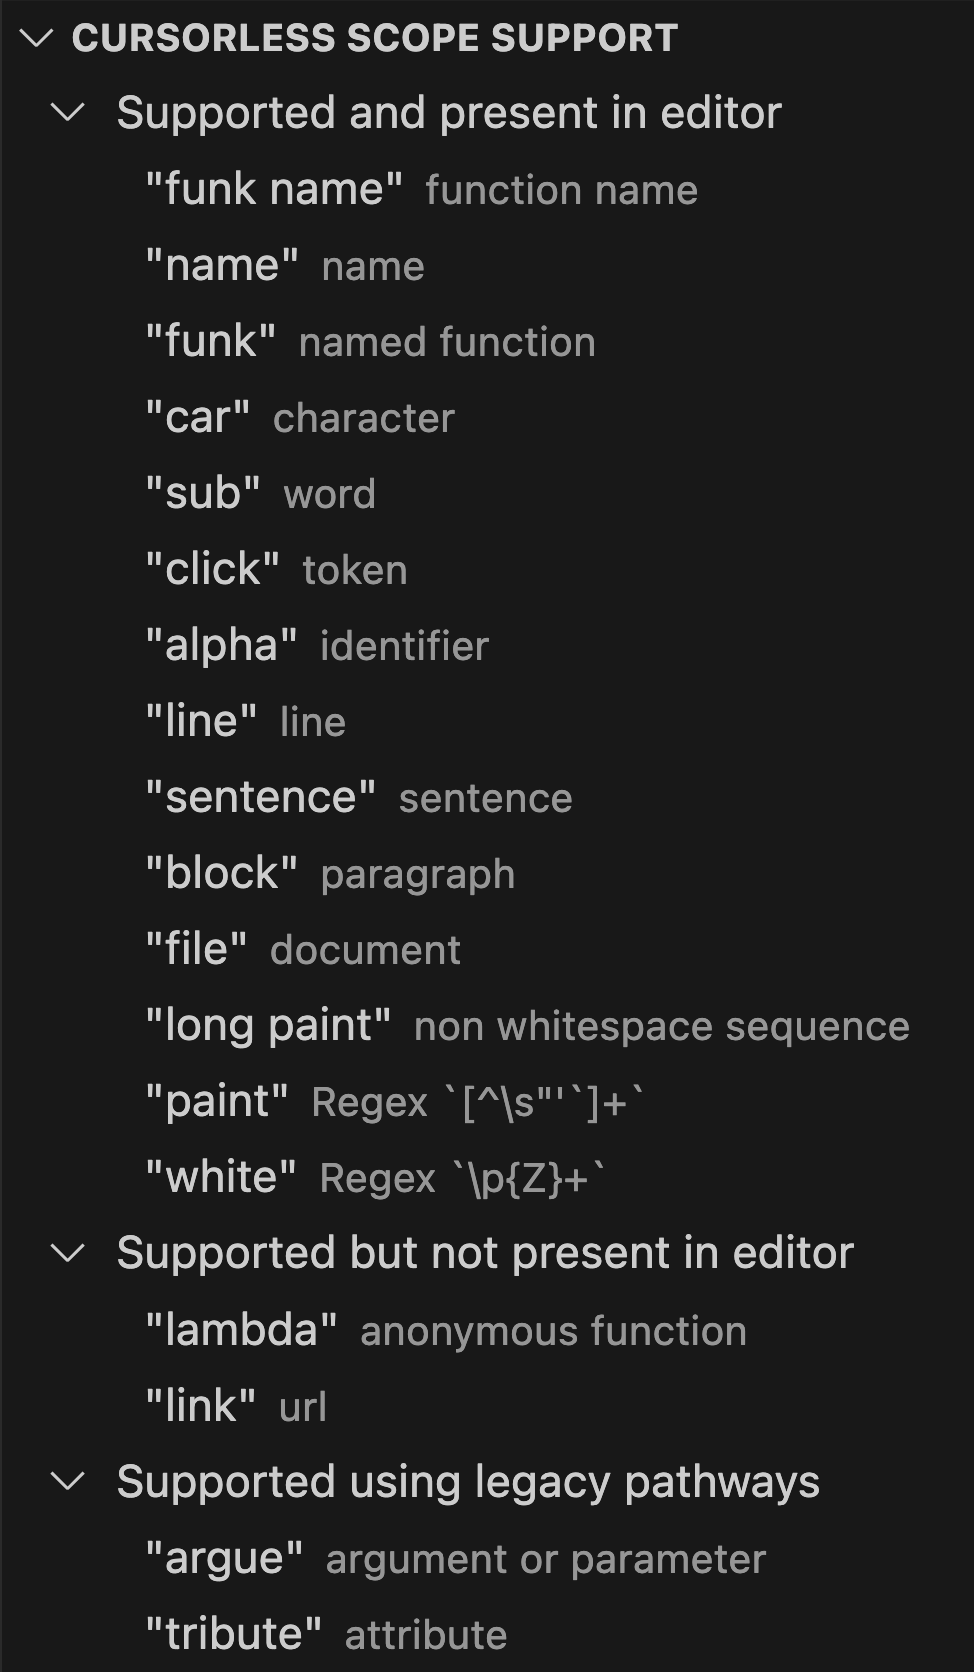 CURSORLESS SCOPE SUPPORT
Supported and present in editor
"funk name" function name
"name" name
"funk" named function
"car" character
"sub" word
"click" token
"alpha" identifier
"line" line
"sentence" sentence
"block" paragraph
"file" document
"long paint" non whitespace sequence
"paint" Regex `[^\s"'`]+`
"white" Regex `\p{Z}+`
Supported but not present in editor
"lambda" anonymous function
"link" url
Supported using legacy pathways
"argue" argument or parameter
"tribute" attribute